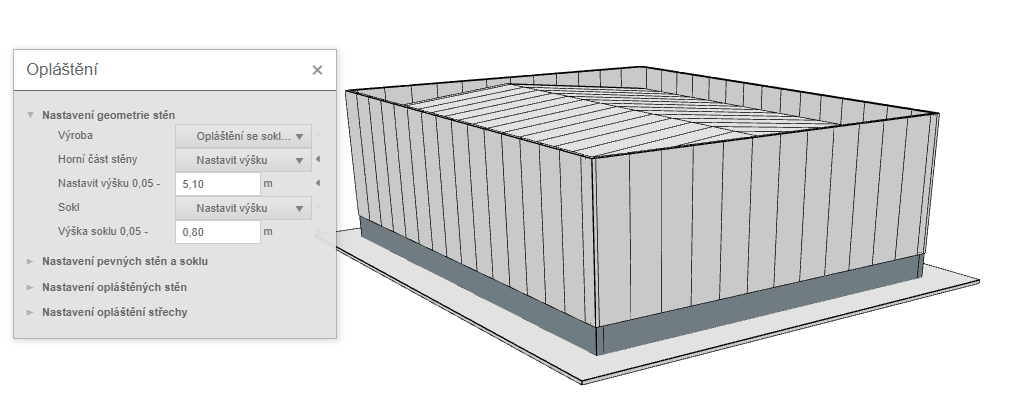 Opláštění
Nastavení geometrie stěn
Výroba Opláštění se sokl...
Horní část stěny Nastavit výšku
Nastavit výšku 0,05 - 5,10 m
Sokl Nastavit výšku
Výška soklu 0,05 - 0,80 m
Nastavení pevných stěn a soklu
Nastavení opláštěných stěn
Nastavení opláštění střechy